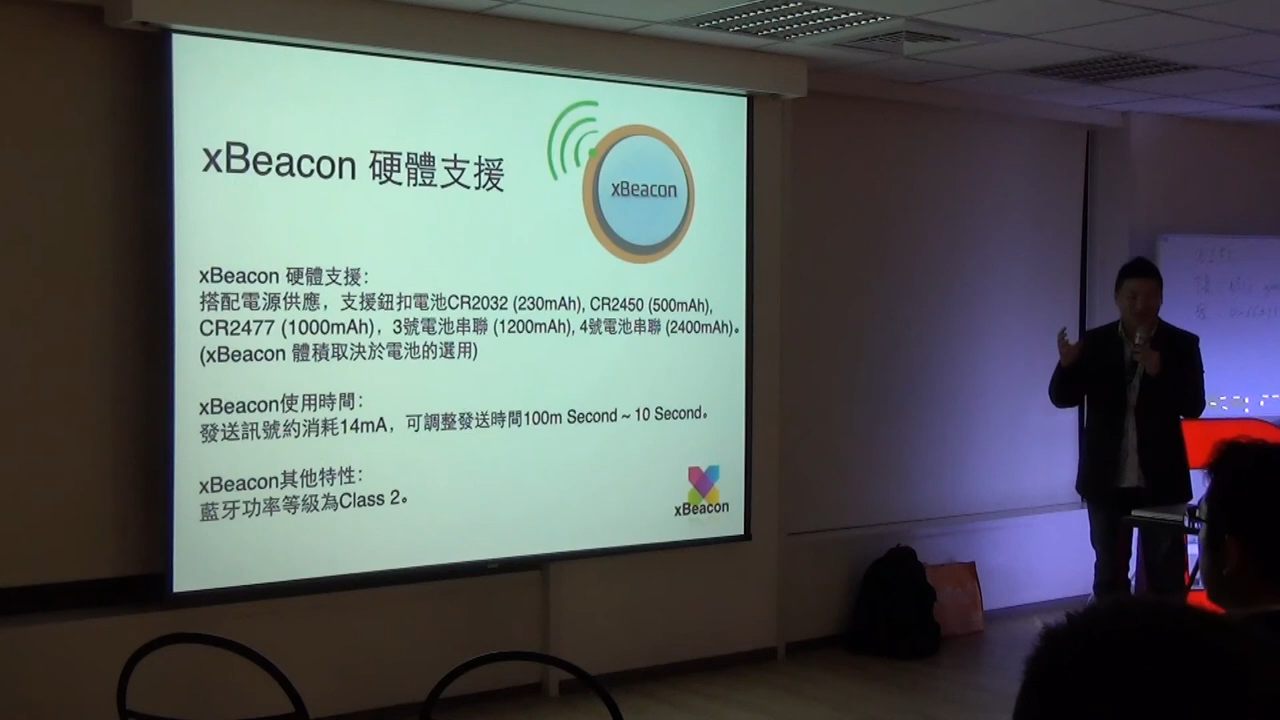 xBeacon 硬體支援
xBeacon
xBeacon 硬體支援：
搭配電源供應，支援鈕扣電池CR2032 (230mAh), CR2450 (500mAh),
CR2477 (1000mAh)，3號電池串聯 (1200mAh), 4號電池串聯 (2400mAh)。
(xBeacon 體積取決於電池的選用)
xBeacon使用時間：
發送訊號約消耗14mA，可調整發送時間100m Second ~ 10 Second。
xBeacon其他特性：
藍牙功率等級為Class 2。
xBeacon